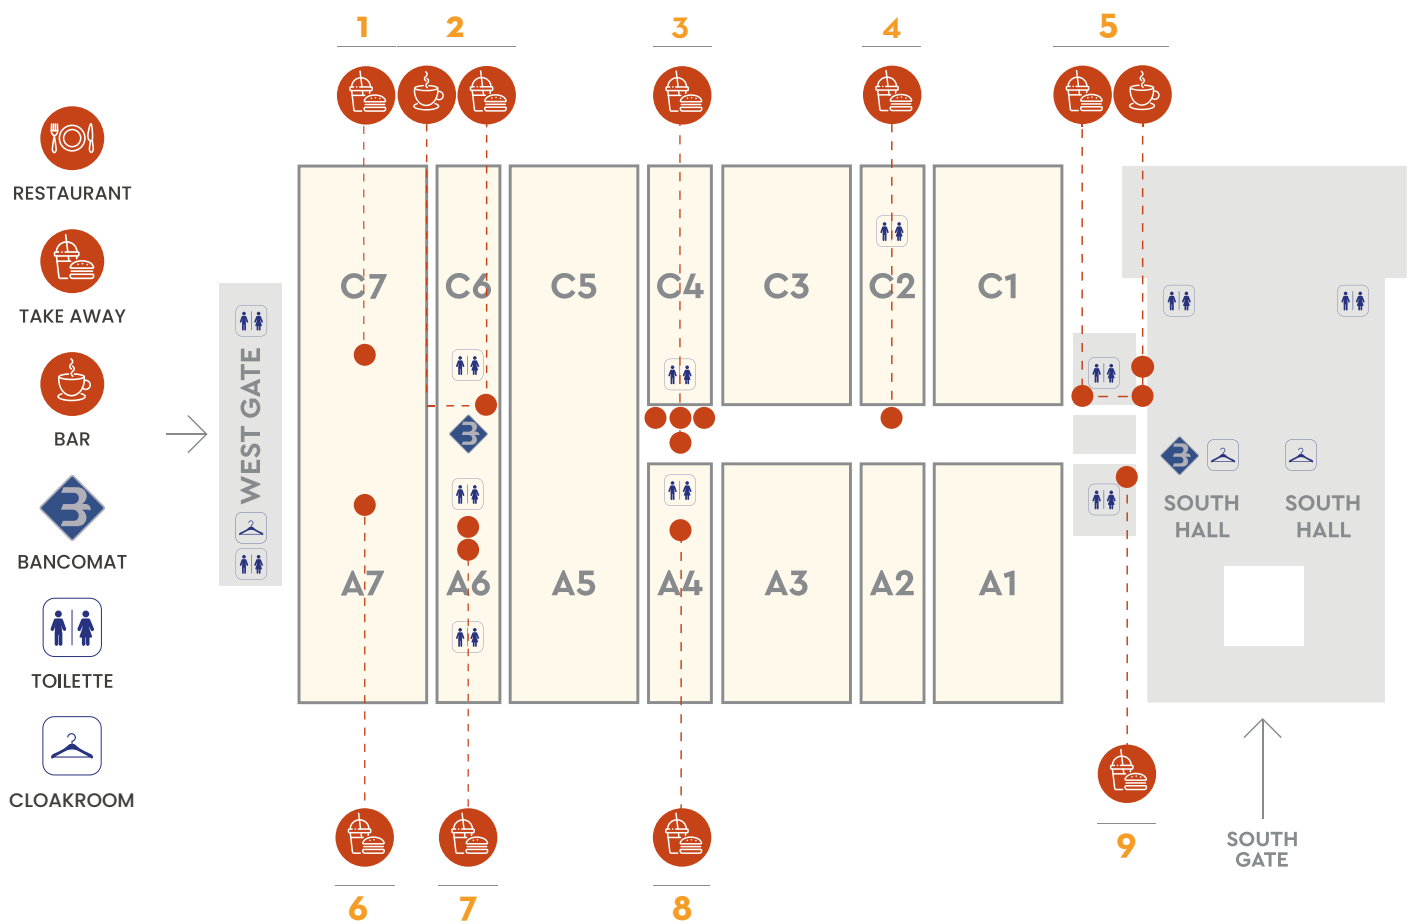 1
2
3
4
5
RESTAURANT
TAKE AWAY
BAR
BANCOMAT
TOILETTE
CLOAKROOM
WEST GATE
C7
C6
C5
C4
C3
C2
C1
A7
A6
A5
A4
A3
A2
A1
SOUTH
HALL
SOUTH
HALL
SOUTH
GATE
6
7
8
9